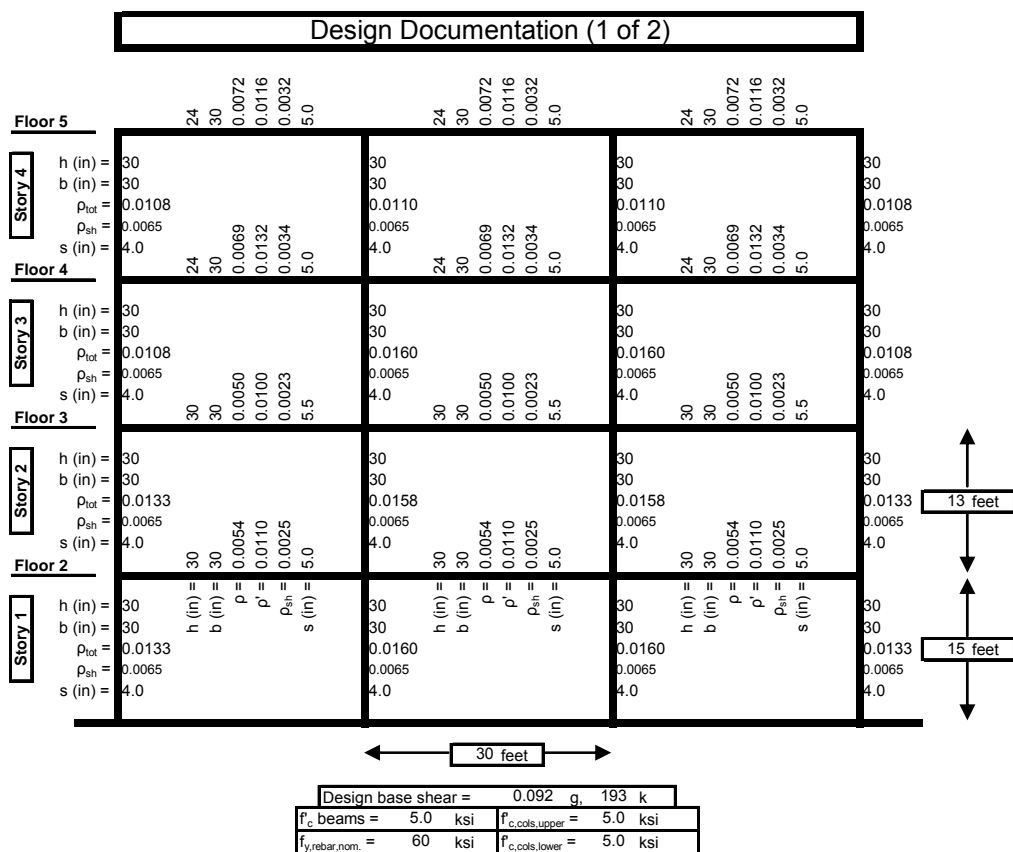 Design Documentation (1 of 2)
24 30 0.0072 0.0116 0.0032 5.0 24 30 0.0072 0.0116 0.0032 5.0 24 30 0.0072 0.0116 0.0032 5.0
Floor 5
Story 4
h (in) = 30 30 30 30
b (in) = 30 30 30 30
ρtot = 0.0108 0.0110 0.0110 0.0108
ρsh = 0.0065 0.0065 0.0065 0.0065
s (in) = 4.0 4.0 4.0 4.0
24 30 0.0069 0.0132 0.0034 5.0 24 30 0.0069 0.0132 0.0034 5.0 24 30 0.0069 0.0132 0.0034 5.0
Floor 4
Story 3
h (in) = 30 30 30 30
b (in) = 30 30 30 30
ρtot = 0.0108 0.0160 0.0160 0.0108
ρsh = 0.0065 0.0065 0.0065 0.0065
s (in) = 4.0 4.0 4.0 4.0
30 30 0.0050 0.0100 0.0023 5.5 30 30 0.0050 0.0100 0.0023 5.5 30 30 0.0050 0.0100 0.0023 5.5
Floor 3
Story 2
h (in) = 30 30 30 30
b (in) = 30 30 30 30
ρtot = 0.0133 0.0158 0.0158 0.0133
ρsh = 0.0065 0.0065 0.0065 0.0065
s (in) = 4.0 4.0 4.0 4.0
13 feet
30 30 0.0054 0.0110 0.0025 5.0 30 30 0.0054 0.0110 0.0025 5.0 30 30 0.0054 0.0110 0.0025 5.0
Floor 2
h (in) = b (in) = ρ = ρ' = ρsh = s (in) = h (in) = b (in) = ρ = ρ' = ρsh = s (in) = h (in) = b (in) = ρ = ρ' = ρsh = s (in) =
Story 1
h (in) = 30 30 30 30
b (in) = 30 30 30 30
ρtot = 0.0133 0.0160 0.0160 0.0133
ρsh = 0.0065 0.0065 0.0065 0.0065
s (in) = 4.0 4.0 4.0 4.0
15 feet
30 feet
Design base shear = 0.092 g, 193 k
f'c beams = 5.0 ksi f'c,cols,upper = 5.0 ksi
fy,rebar,nom. = 60 ksi f'c,cols,lower = 5.0 ksi